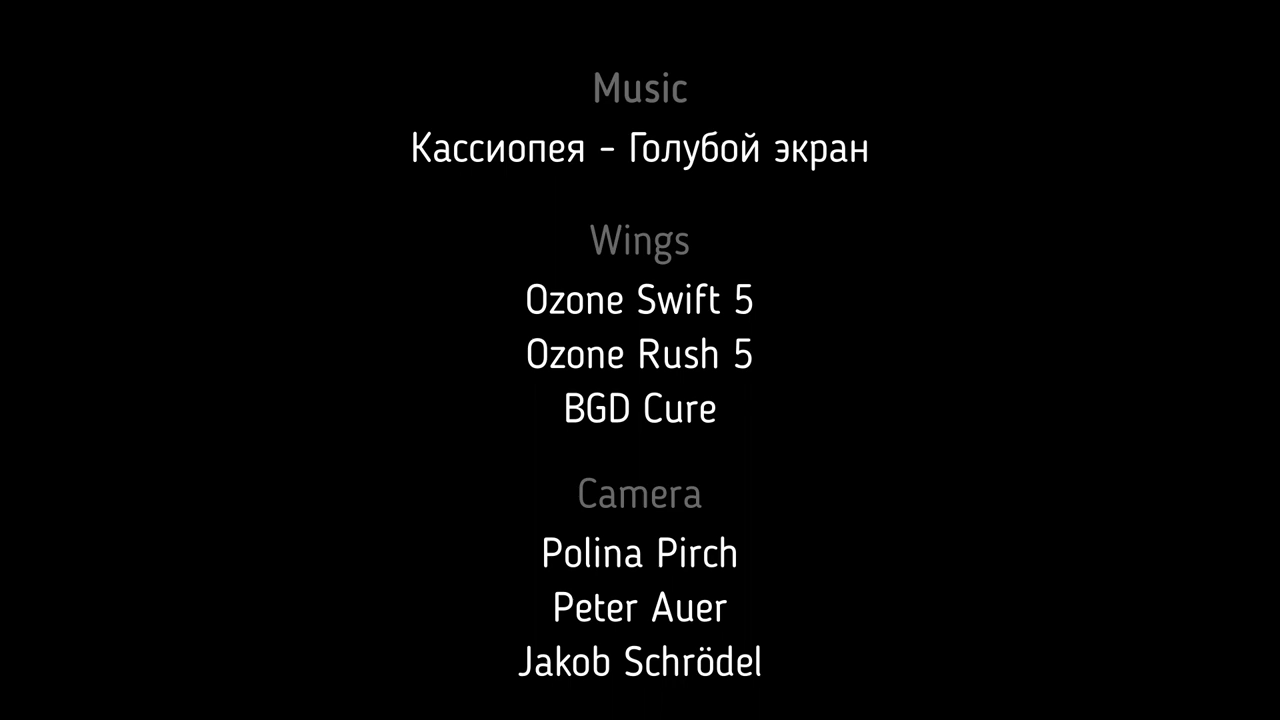 Music
Кассиопея - Голубой экран
Wings
Ozone Swift 5
Ozone Rush 5
BGD Cure
Camera
Polina Pirch
Peter Auer
Jakob Schrödel